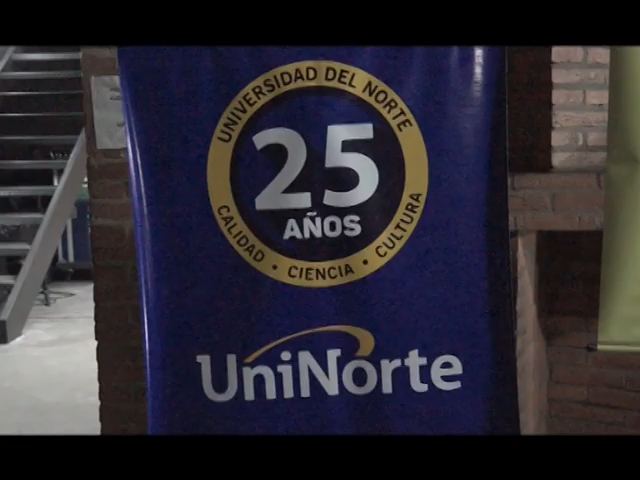 UNIVERSIDAD DEL NORTE
25
AÑOS
CALIDAD • CIENCIA • CULTURA
UniNorte